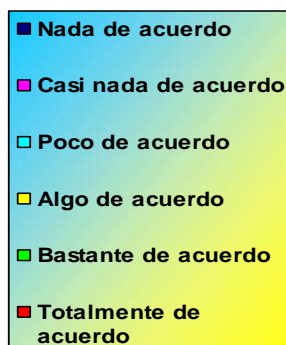 Nada de acuerdo
Casi nada de acuerdo
Poco de acuerdo
Algo de acuerdo
Bastante de acuerdo
Totalmente de
acuerdo